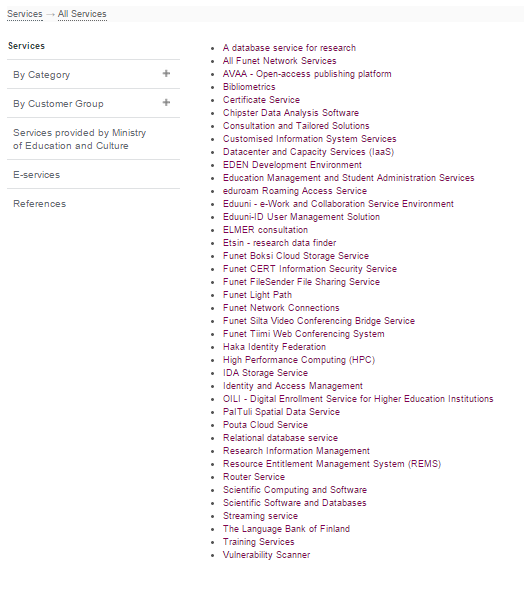 Services → All Services
Services
By Category +
By Customer Group +
Services provided by Ministry
of Education and Culture
E-services
References
• A database service for research
• All Funet Network Services
• AVAA - Open-access publishing platform
• Bibliometrics
• Certificate Service
• Chipster Data Analysis Software
• Consultation and Tailored Solutions
• Customised Information System Services
• Datacenter and Capacity Services (IaaS)
• EDEN Development Environment
• Education Management and Student Administration Services
• eduroam Roaming Access Service
• Eduuni - e-Work and Collaboration Service Environment
• Eduuni-ID User Management Solution
• ELMER consultation
• Etsin - research data finder
• Funet Boksi Cloud Storage Service
• Funet CERT Information Security Service
• Funet FileSender File Sharing Service
• Funet Light Path
• Funet Network Connections
• Funet Silta Video Conferencing Bridge Service
• Funet Tiimi Web Conferencing System
• Haka Identity Federation
• High Performance Computing (HPC)
• IDA Storage Service
• Identity and Access Management
• OILI - Digital Enrollment Service for Higher Education Institutions
• PalTuli Spatial Data Service
• Pouta Cloud Service
• Relational database service
• Research Information Management
• Resource Entitlement Management System (REMS)
• Router Service
• Scientific Computing and Software
• Scientific Software and Databases
• Streaming service
• The Language Bank of Finland
• Training Services
• Vulnerability Scanner